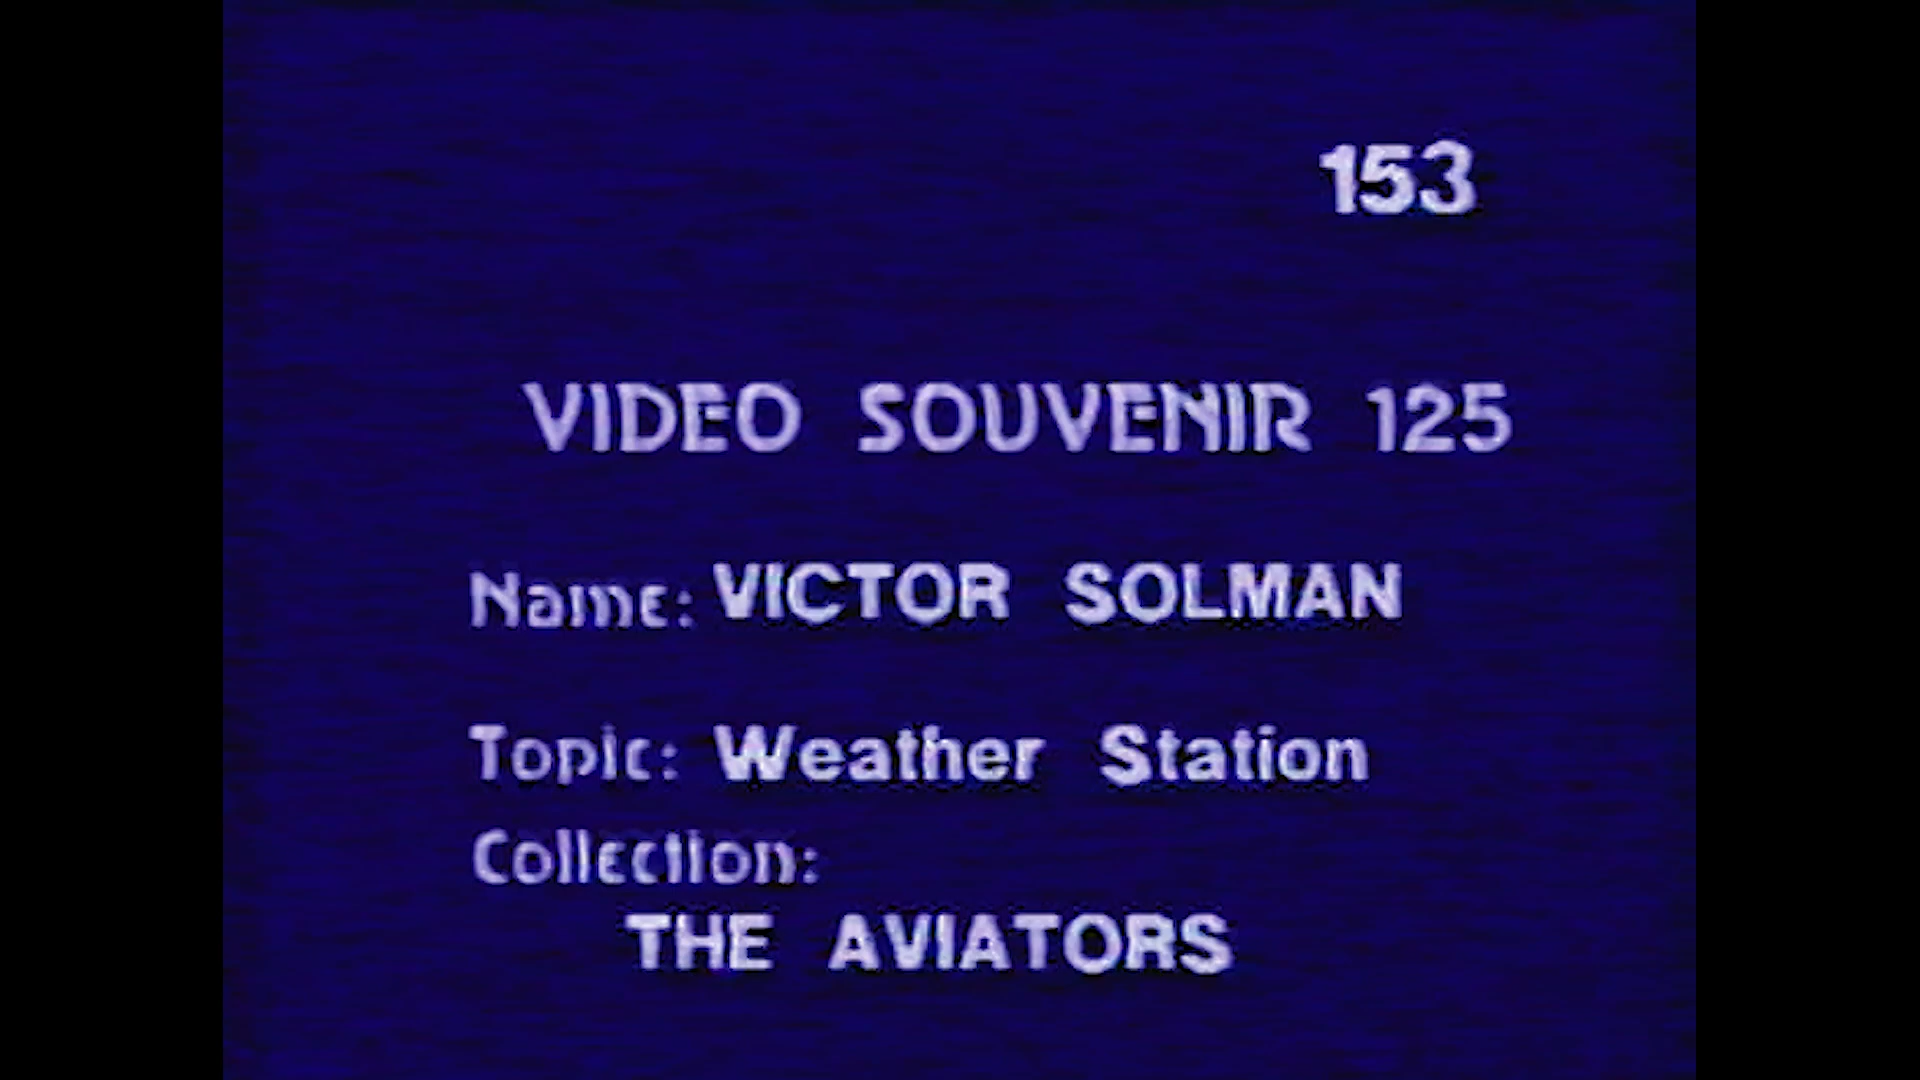 153
VIDEO SOUVENIR 125
Name: VICTOR SOLMAN
Topic: Weather Station
Collection:
THE AVIATORS